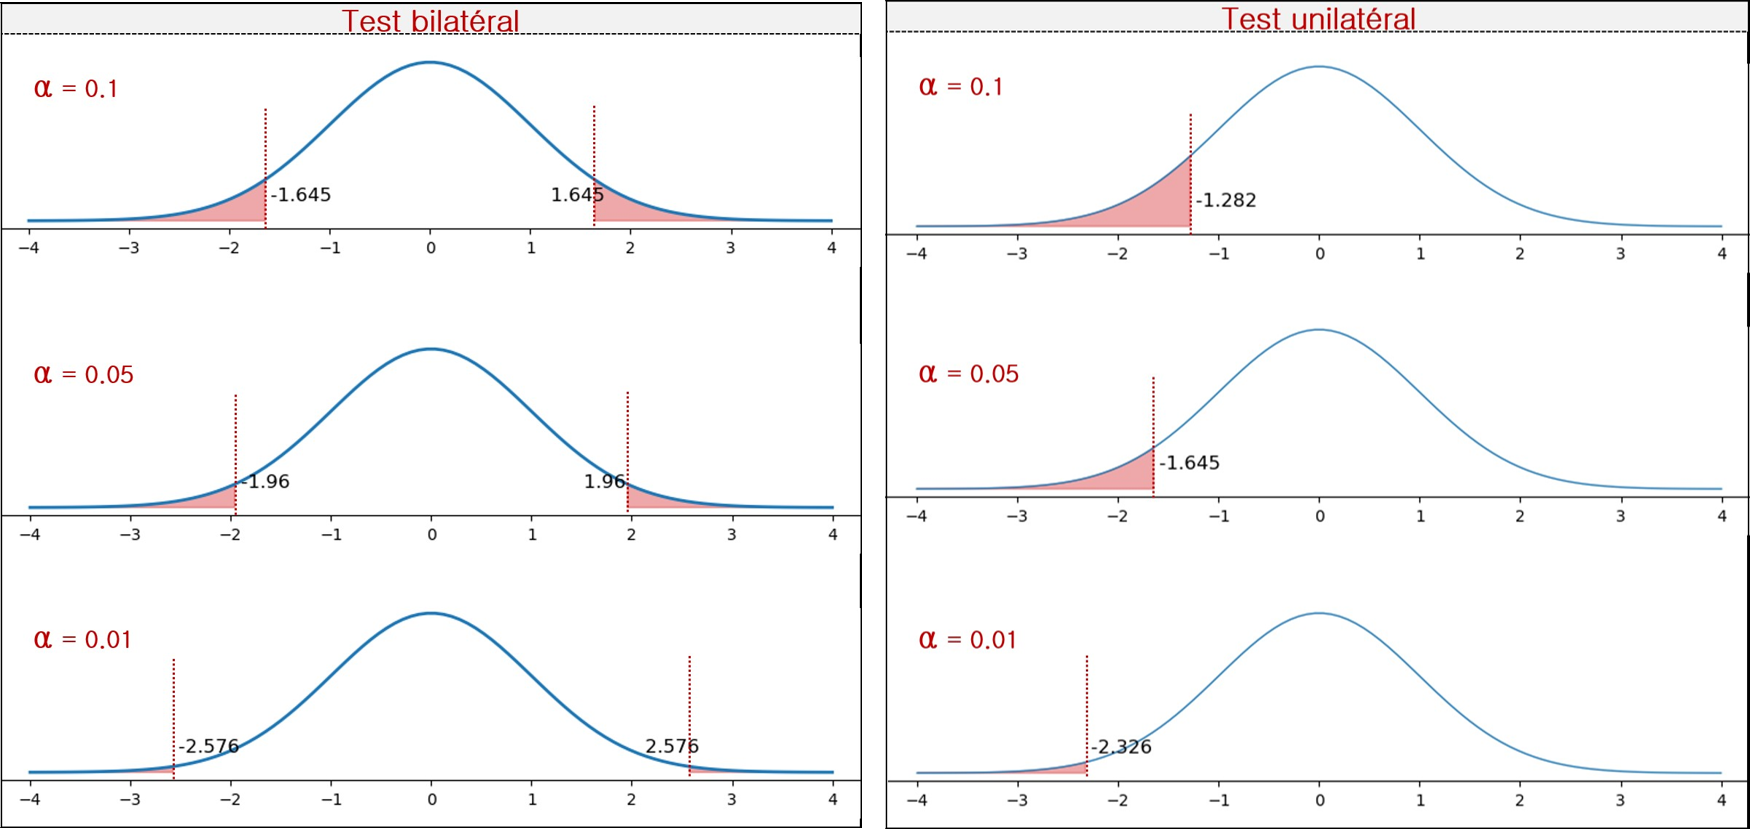 Test bilatéral
α = 0.1
-1.645 1.645
−4 −3 −2 −1 0 1 2 3 4
α = 0.05
-1.96 1.96
−4 −3 −2 −1 0 1 2 3 4
α = 0.01
-2.576 2.576
−4 −3 −2 −1 0 1 2 3 4
Test unilatéral
α = 0.1
-1.282
−4 −3 −2 −1 0 1 2 3 4
α = 0.05
-1.645
−4 −3 −2 −1 0 1 2 3 4
α = 0.01
-2.326
−4 −3 −2 −1 0 1 2 3 4